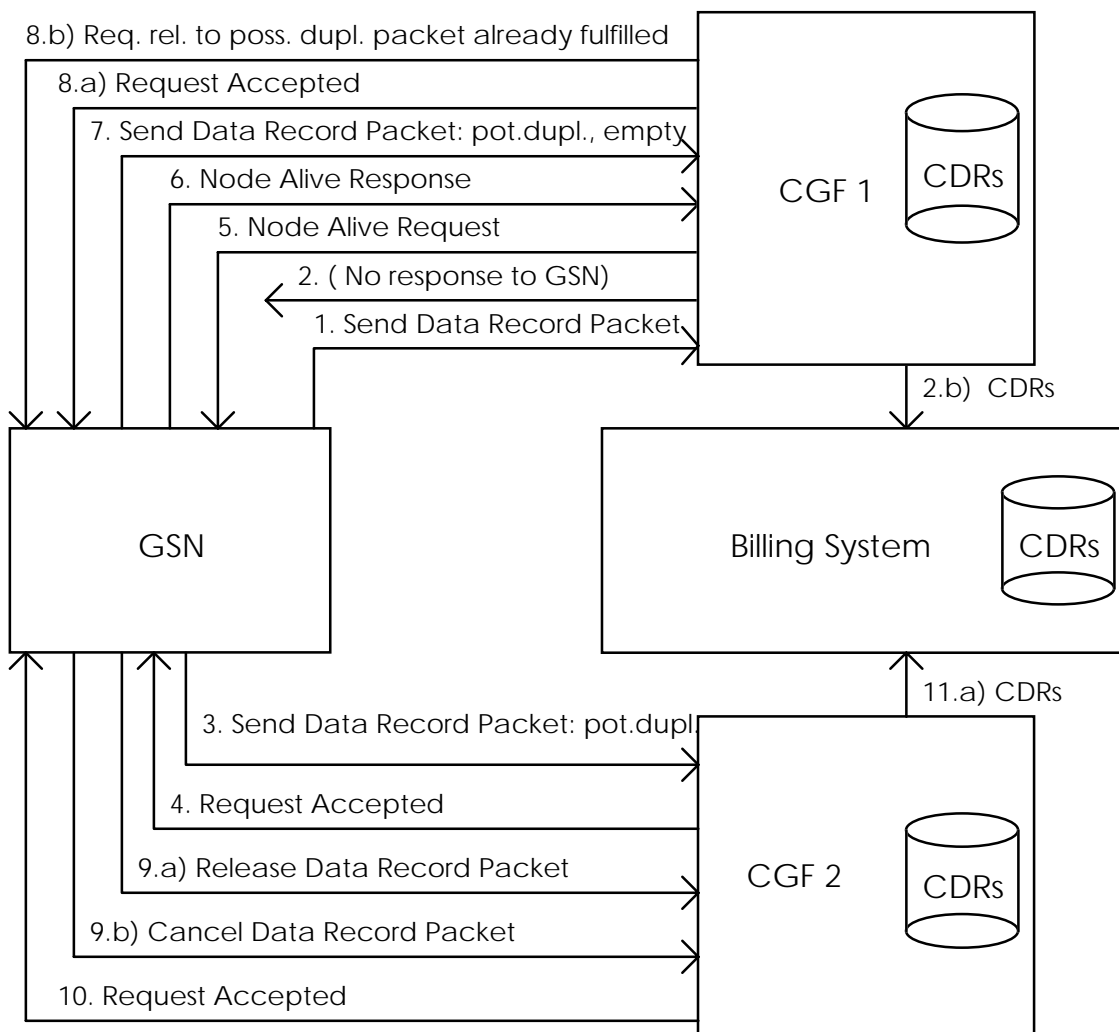 8.b) Req. rel. to poss. dupl. packet already fulfilled
8.a) Request Accepted
7. Send Data Record Packet: pot.dupl., empty
6. Node Alive Response
5. Node Alive Request
2. ( No response to GSN)
1. Send Data Record Packet
CGF 1
CDRs
2.b) CDRs
GSN
Billing System
CDRs
11.a) CDRs
3. Send Data Record Packet: pot.dupl.
4. Request Accepted
9.a) Release Data Record Packet
9.b) Cancel Data Record Packet
10. Request Accepted
CGF 2
CDRs